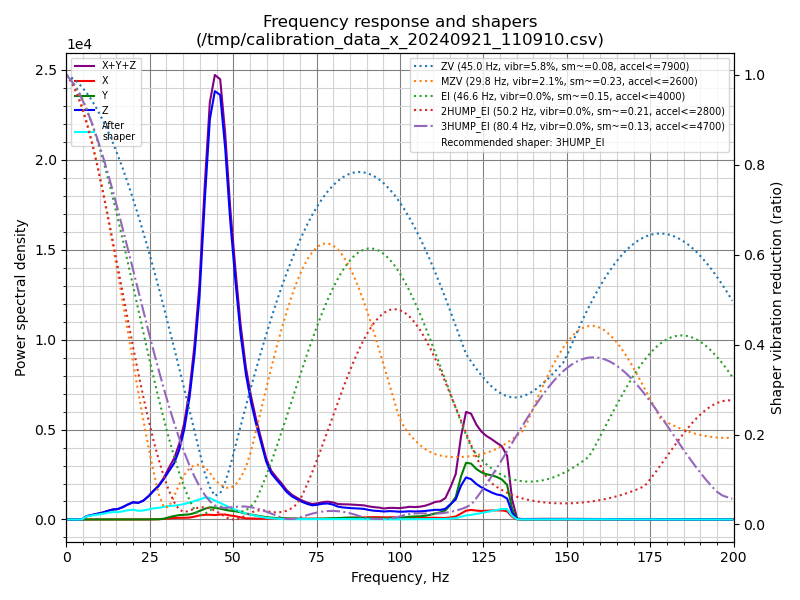 Frequency response and shapers
(/tmp/calibration_data_x_20240921_110910.csv)
1e4
X+Y+Z
X
Y
Z
After
shaper
ZV (45.0 Hz, vibr=5.8%, sm~=0.08, accel<=7900)
MZV (29.8 Hz, vibr=2.1%, sm~=0.23, accel<=2600)
EI (46.6 Hz, vibr=0.0%, sm~=0.15, accel<=4000)
2HUMP_EI (50.2 Hz, vibr=0.0%, sm~=0.21, accel<=2800)
3HUMP_EI (80.4 Hz, vibr=0.0%, sm~=0.13, accel<=4700)
Recommended shaper: 3HUMP_EI
Power spectral density
2.5
2.0
1.5
1.0
0.5
0.0
1.0
0.8
0.6
0.4
0.2
0.0
Shaper vibration reduction (ratio)
0 25 50 75 100 125 150 175 200
Frequency, Hz